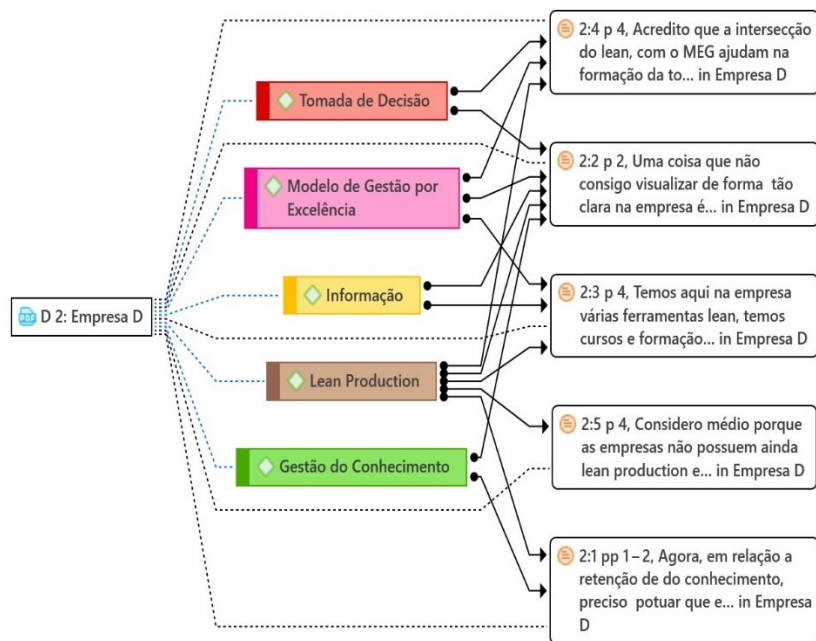 D 2: Empresa D
Tomada de Decisão
Modelo de Gestão por
Excelência
Informação
Lean Production
Gestão do Conhecimento
2:4 p 4, Acredito que a intersecção
do lean, com o MEG ajudam na
formação da to... in Empresa D
2:2 p 2, Uma coisa que não
consigo visualizar de forma tão
clara na empresa é... in Empresa D
2:3 p 4, Temos aqui na empresa
várias ferramentas lean, temos
cursos e formação... in Empresa D
2:5 p 4, Considero médio porque
as empresas não possuem ainda
lean production e... in Empresa D
2:1 pp 1–2, Agora, em relação a
retenção de do conhecimento,
preciso potuar que e... in Empresa
D